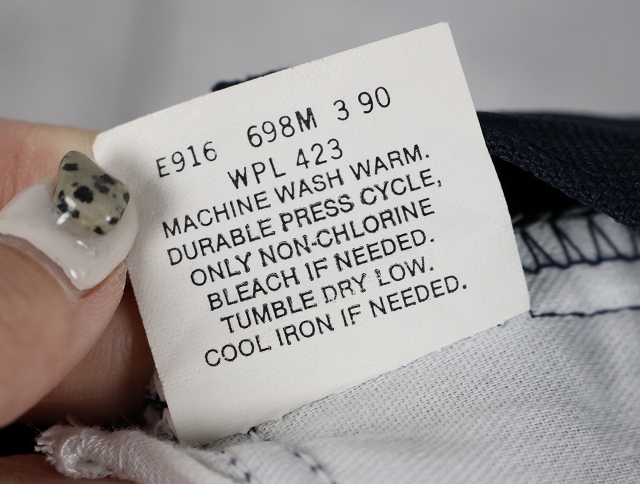 E916 698M 3 90
WPL 423
MACHINE WASH WARM.
DURABLE PRESS CYCLE,
ONLY NON-CHLORINE
BLEACH IF NEEDED.
TUMBLE DRY LOW.
COOL IRON IF NEEDED.